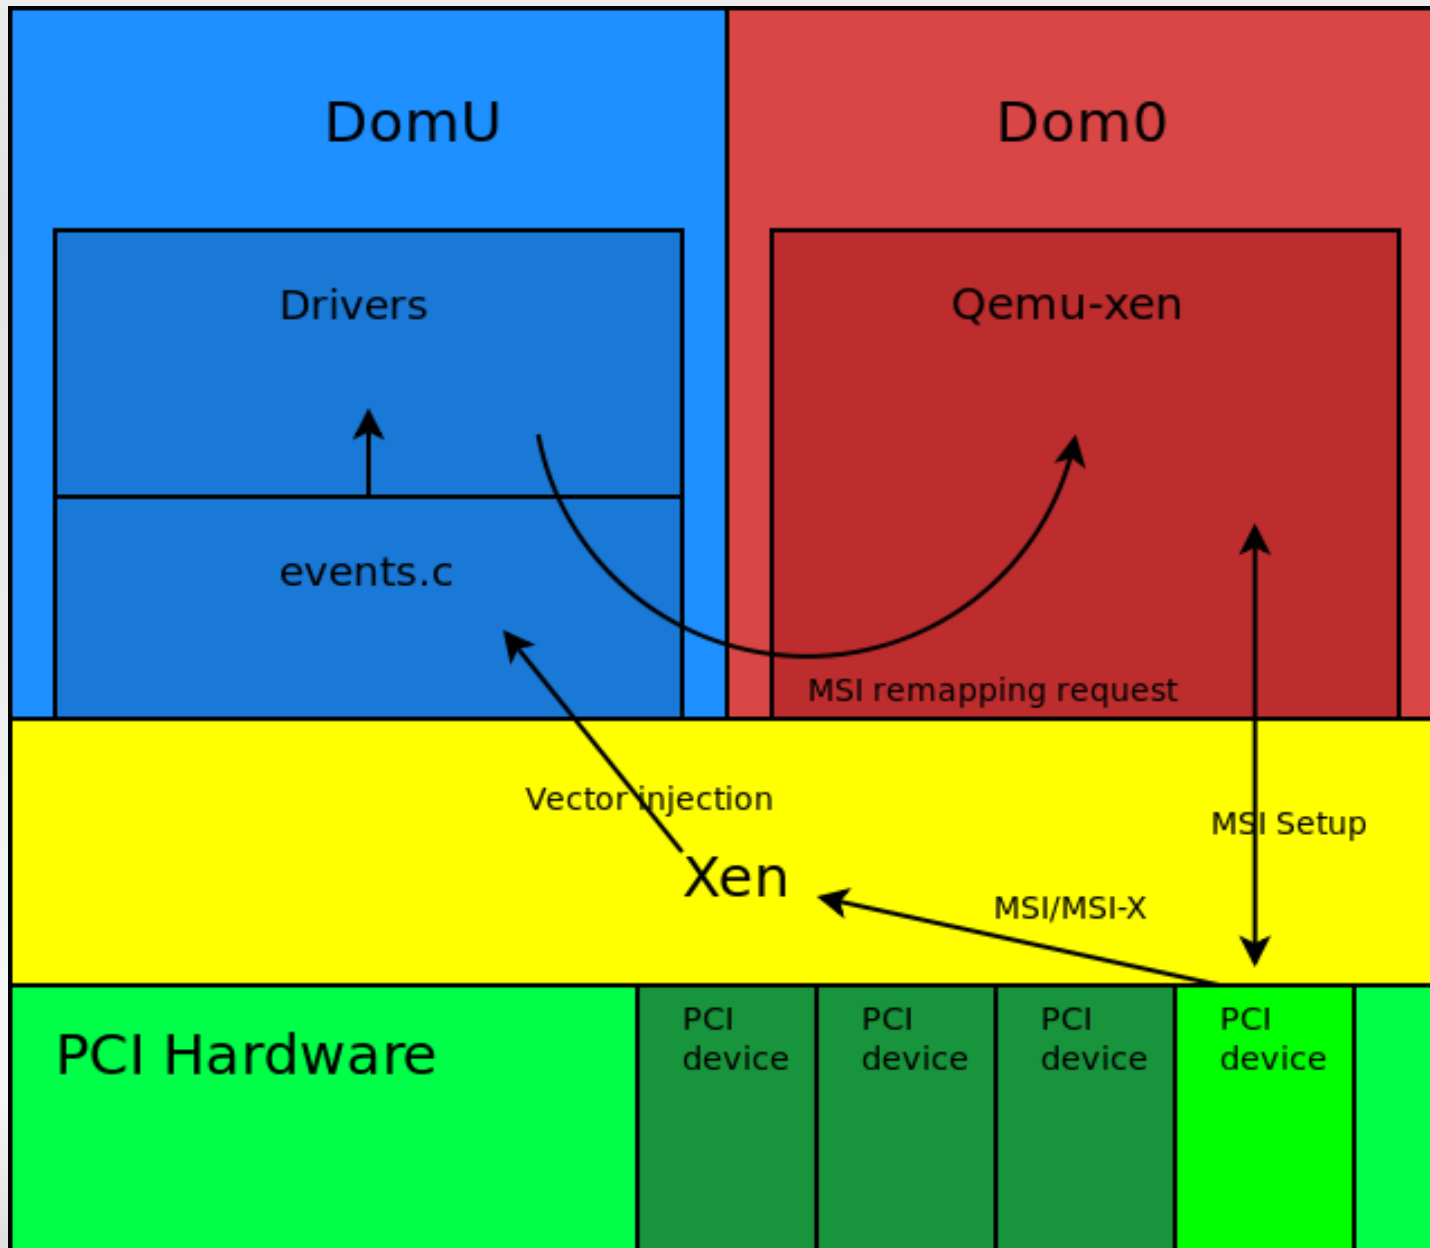 DomU
Dom0
Drivers
Qemu-xen
events.c
MSI remapping request
Vector injection
MSI Setup
Xen
MSI/MSI-X
PCI Hardware
PCI
device
PCI
device
PCI
device
PCI
device